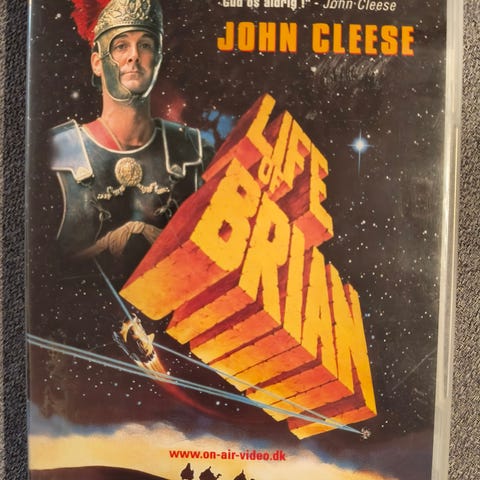 Gud os aldrig!" - John Cleese
JOHN CLEESE
LIFE
OF
BRIAN
www.on-air-video.dk